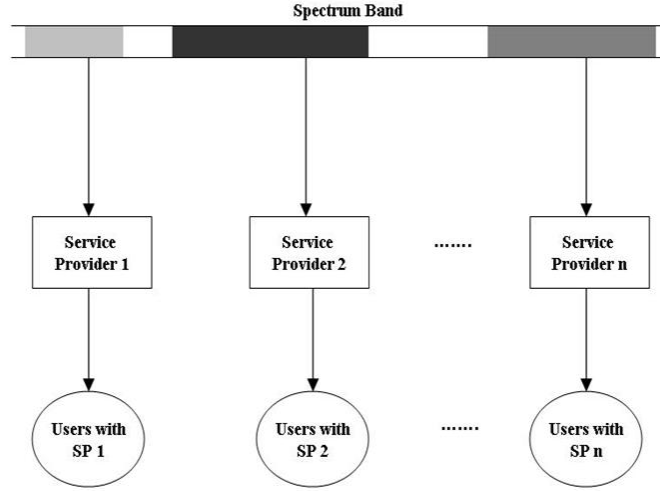 Spectrum Band
Service
Provider 1
Service
Provider 2
.......
Service
Provider n
Users with
SP 1
Users with
SP 2
.......
Users with
SP n